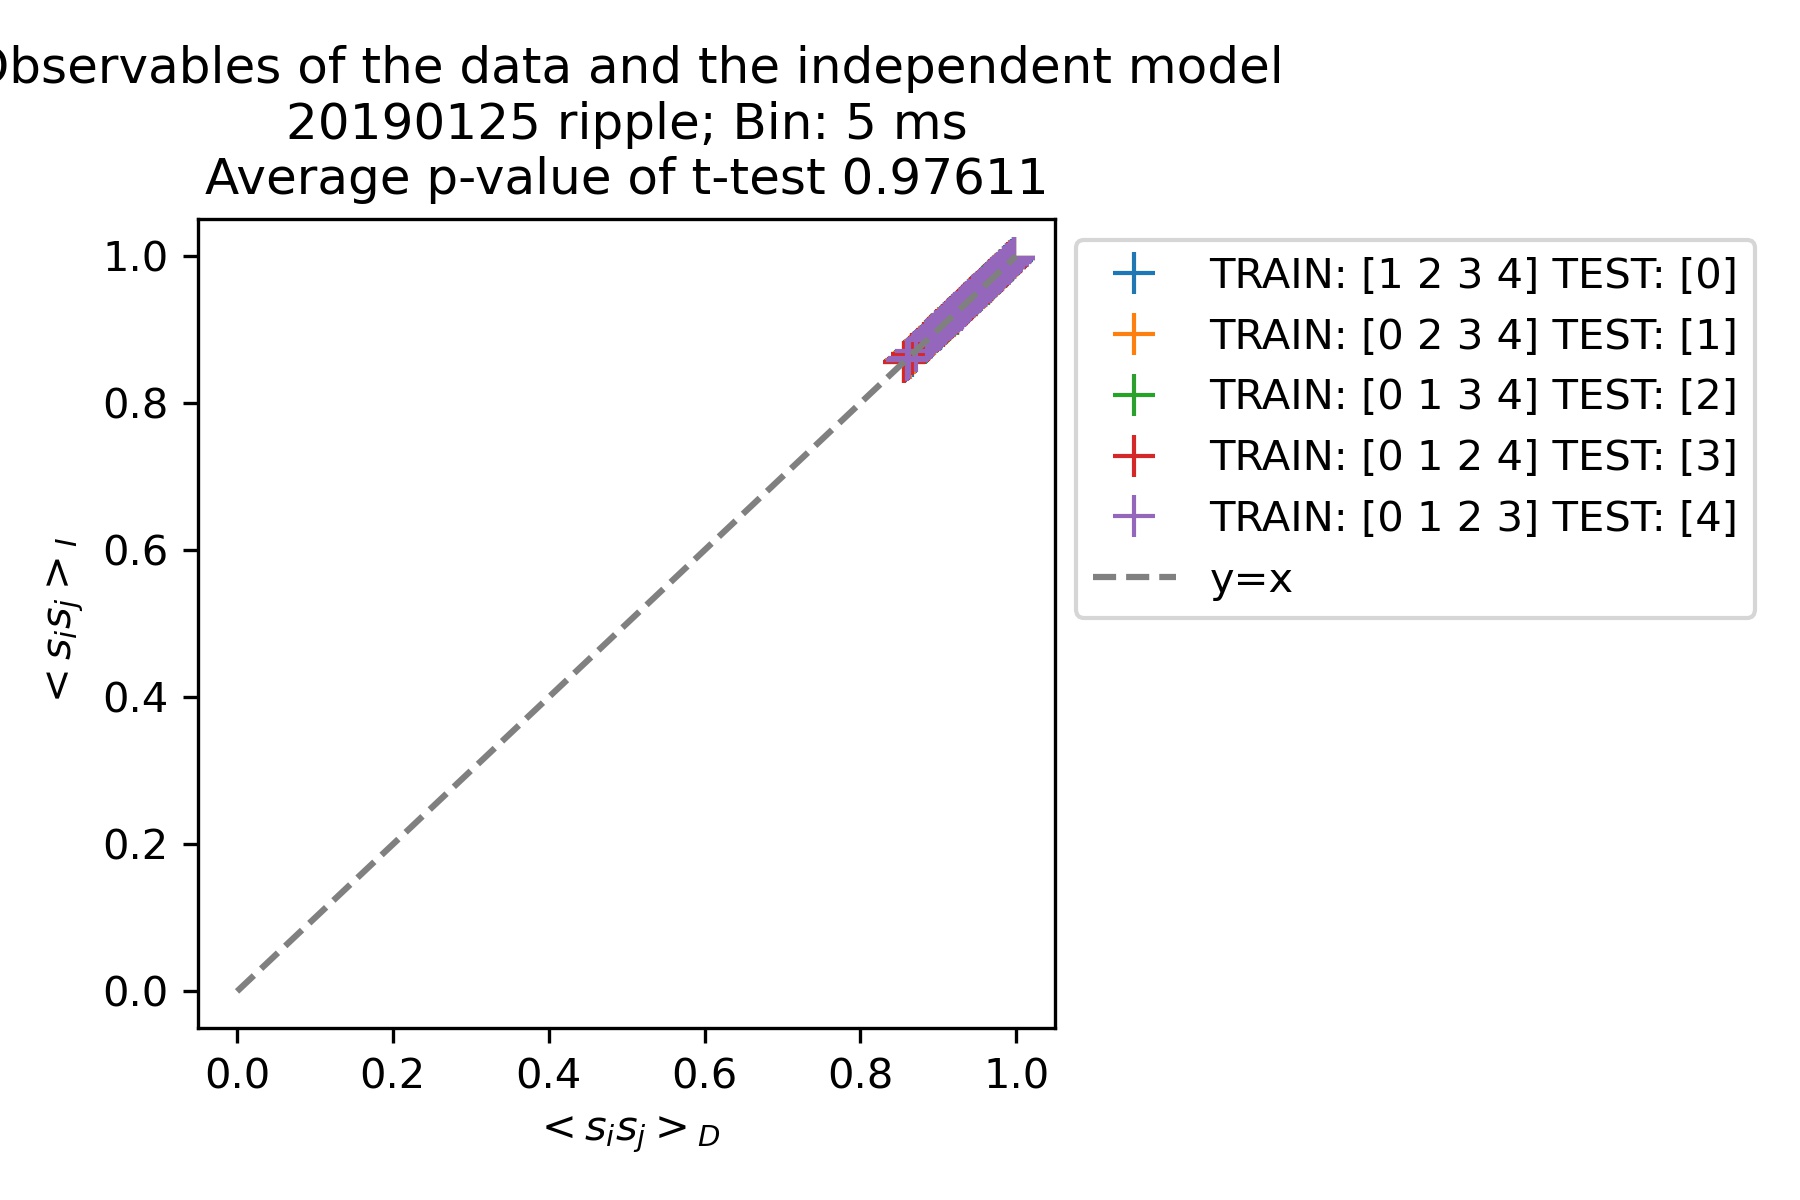 Observables of the data and the independent model
20190125 ripple; Bin: 5 ms
Average p-value of t-test 0.97611
1.0
0.8
0.6
0.4
0.2
0.0
0.0 0.2 0.4 0.6 0.8 1.0
< s_i s_j >_I
< s_i s_j >_D
TRAIN: [1 2 3 4] TEST: [0]
TRAIN: [0 2 3 4] TEST: [1]
TRAIN: [0 1 3 4] TEST: [2]
TRAIN: [0 1 2 4] TEST: [3]
TRAIN: [0 1 2 3] TEST: [4]
y=x